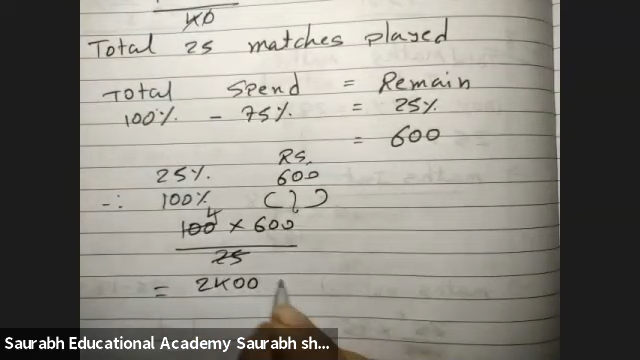 40
Total 25 matches played
Total Spend = Remain
100% - 75% = 25%
= 600
Rs.
25% 600
∴ 100% (?)
4
100 × 600
25
= 2400
Saurabh Educational Academy Saurabh sh...